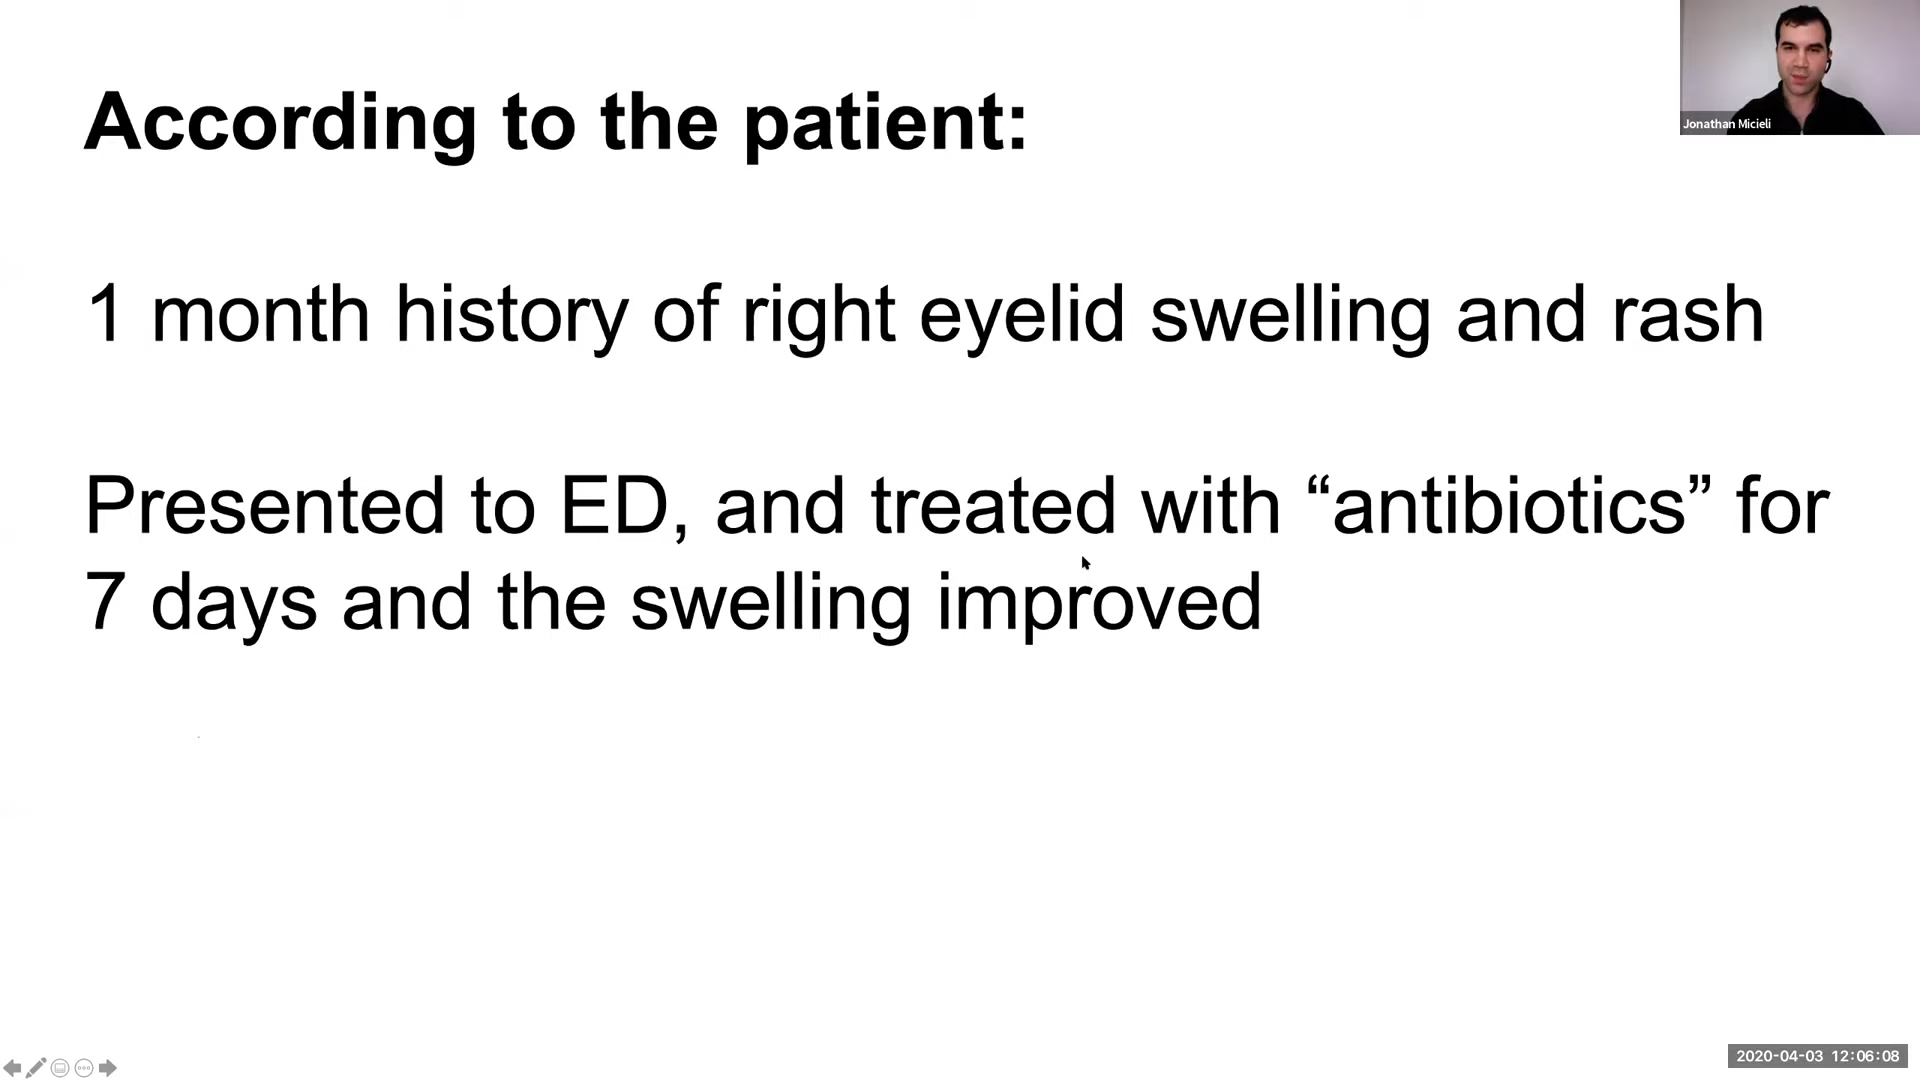 Jonathan Micieli
According to the patient:
1 month history of right eyelid swelling and rash
Presented to ED, and treated with “antibiotics” for
7 days and the swelling improved
2020-04-03 12:06:08